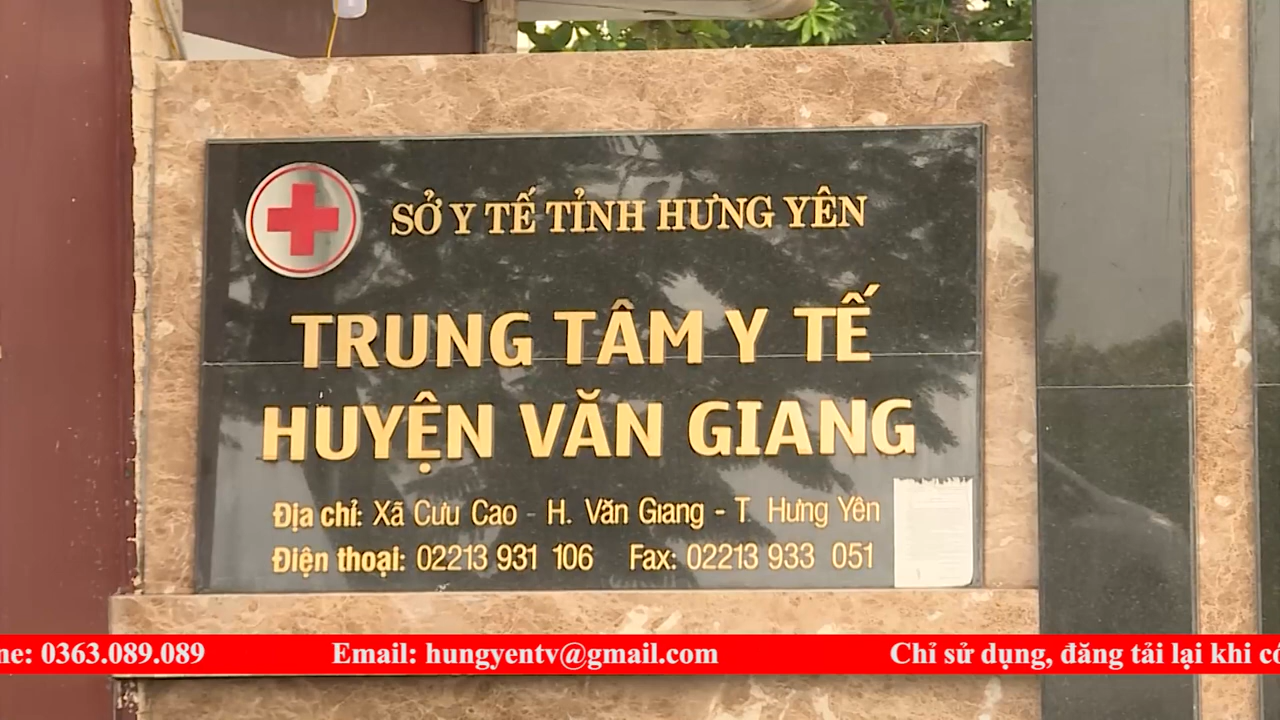 SỞ Y TẾ TỈNH HƯNG YÊN
TRUNG TÂM Y TẾ
HUYỆN VĂN GIANG
Địa chỉ: Xã Cưu Cao - H. Văn Giang - T. Hưng Yên
Điện thoại: 02213 931 106 Fax: 02213 933 051
ne: 0363.089.089 Email: hungyentv@gmail.com Chỉ sử dụng, đăng tải lại khi có